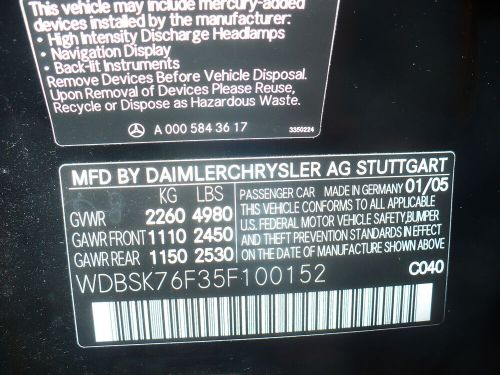 This vehicle may include mercury-added
devices installed by the manufacturer:
• High Intensity Discharge Headlamps
• Navigation Display
• Back-lit Instruments
Remove Devices Before Vehicle Disposal.
Upon Removal of Devices Please Reuse,
Recycle or Dispose as Hazardous Waste.
A 000 584 36 17 3350224
MFD BY DAIMLERCHRYSLER AG STUTTGART
KG LBS PASSENGER CAR MADE IN GERMANY 01/05
GVWR 2260 4980 THIS VEHICLE CONFORMS TO ALL APPLICABLE
GAWR FRONT 1110 2450 U.S. FEDERAL MOTOR VEHICLE SAFETY, BUMPER
GAWR REAR 1150 2530 AND THEFT PREVENTION STANDARDS IN EFFECT
ON THE DATE OF MANUFACTURE SHOWN ABOVE.
WDBSK76F35F100152 C040